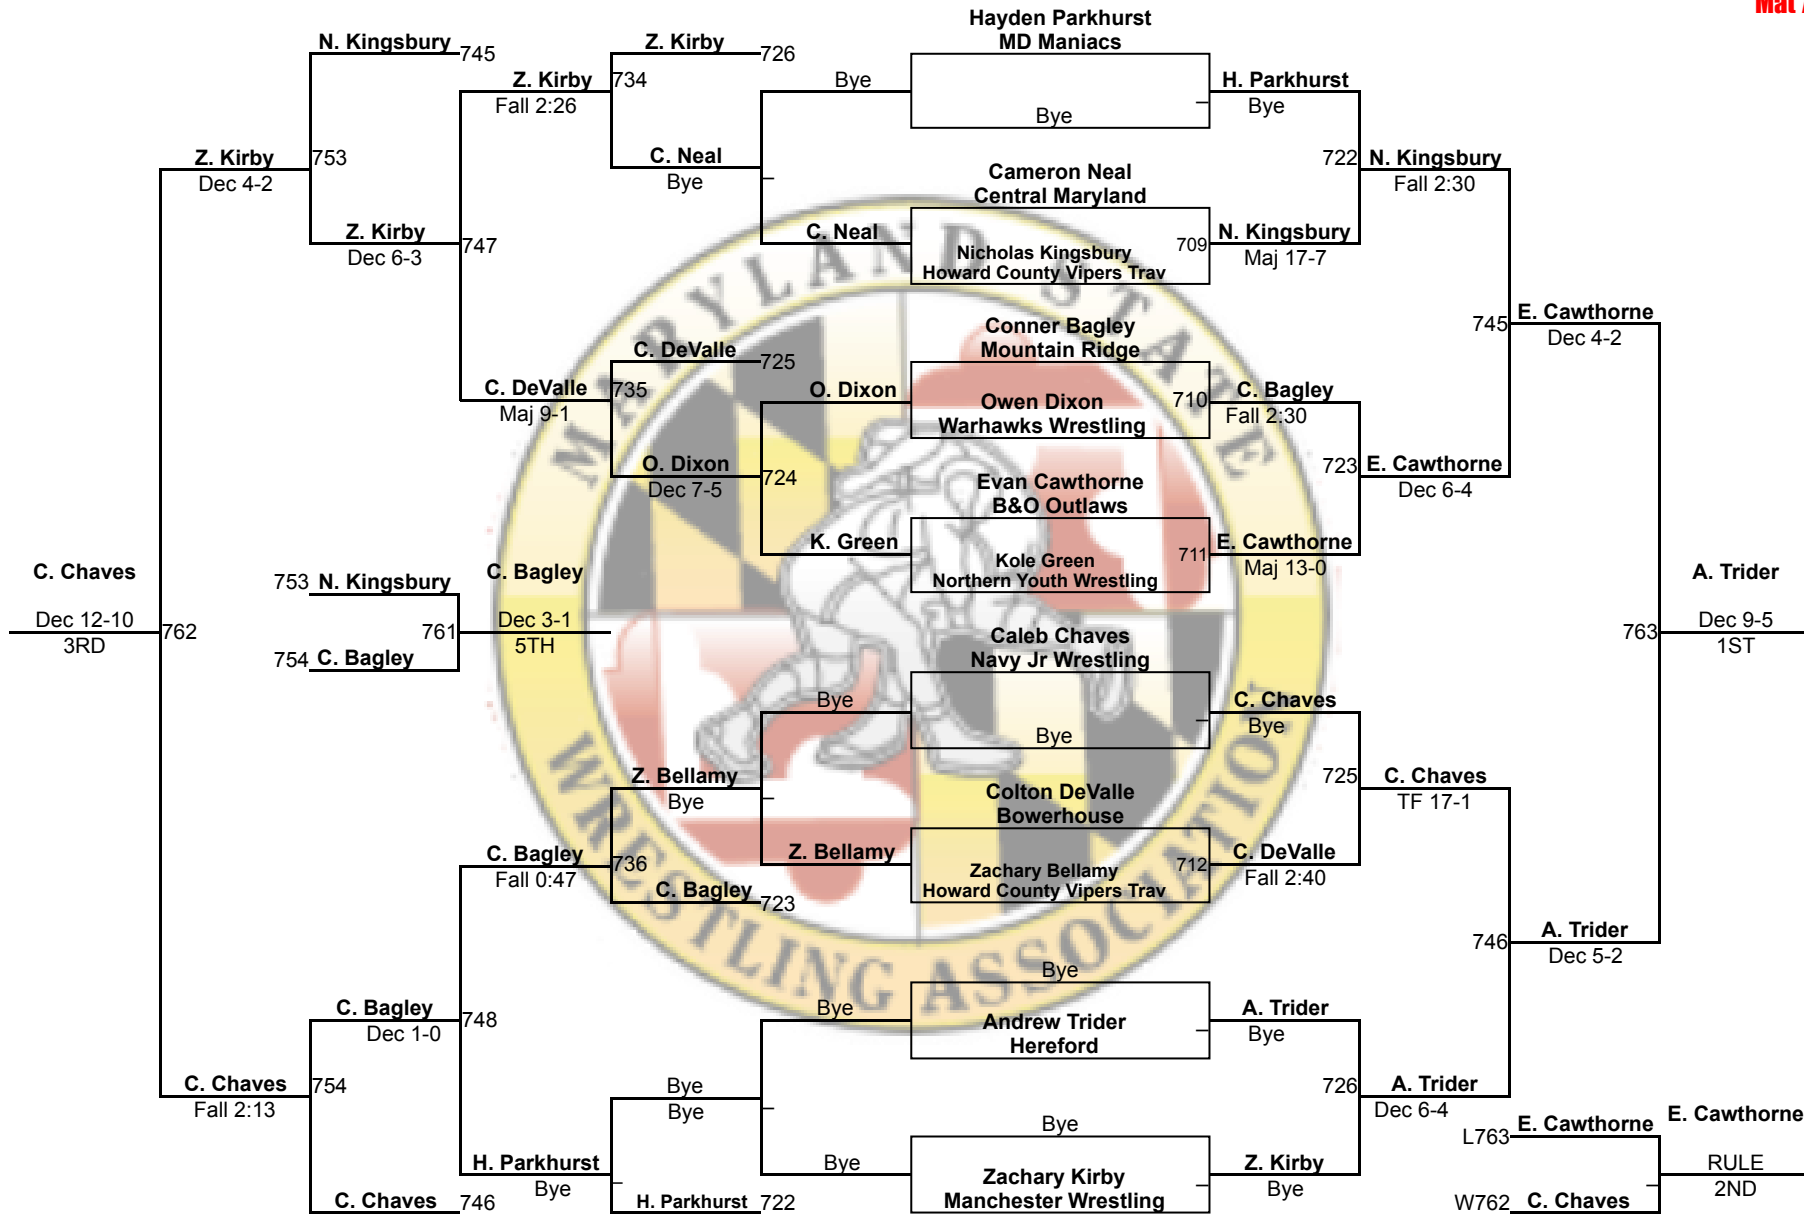 Mat
Hayden Parkhurst
MD Maniacs
Bye
H. Parkhurst
Bye
Cameron Neal
Central Maryland
Nicholas Kingsbury
Howard County Vipers Trav
709
N. Kingsbury
Maj 17-7
722
N. Kingsbury
Fall 2:30
Conner Bagley
Mountain Ridge
Owen Dixon
Warhawks Wrestling
710
C. Bagley
Fall 2:30
Evan Cawthorne
B&O Outlaws
Kole Green
Northern Youth Wrestling
711
E. Cawthorne
Maj 13-0
723
E. Cawthorne
Dec 6-4
745
E. Cawthorne
Dec 4-2
Caleb Chaves
Navy Jr Wrestling
Bye
C. Chaves
Bye
Colton DeValle
Bowerhouse
Zachary Bellamy
Howard County Vipers Trav
712
C. DeValle
Fall 2:40
725
C. Chaves
TF 17-1
Bye
Andrew Trider
Hereford
A. Trider
Bye
Bye
Zachary Kirby
Manchester Wrestling
Z. Kirby
Bye
726
A. Trider
Dec 6-4
746
A. Trider
Dec 5-2
763
A. Trider
Dec 9-5
1ST
L763
E. Cawthorne
W762
C. Chaves
E. Cawthorne
RULE
2ND
Bye
C. Neal
C. Neal
Bye
Z. Kirby
726
734
Z. Kirby
Fall 2:26
O. Dixon
K. Green
724
O. Dixon
Dec 7-5
C. DeValle
725
735
C. DeValle
Maj 9-1
747
Z. Kirby
Dec 6-3
N. Kingsbury
745
753
Z. Kirby
Dec 4-2
Bye
Z. Bellamy
Z. Bellamy
Bye
C. Bagley
723
736
C. Bagley
Fall 0:47
Bye
Bye
Bye
Bye
H. Parkhurst
722
H. Parkhurst
Bye
748
C. Bagley
Dec 1-0
C. Chaves
746
754
C. Chaves
Fall 2:13
762
C. Chaves
Dec 12-10
3RD
753
N. Kingsbury
754
C. Bagley
761
C. Bagley
Dec 3-1
5TH
MARYLAND STATE
WRESTLING ASSOCIATION